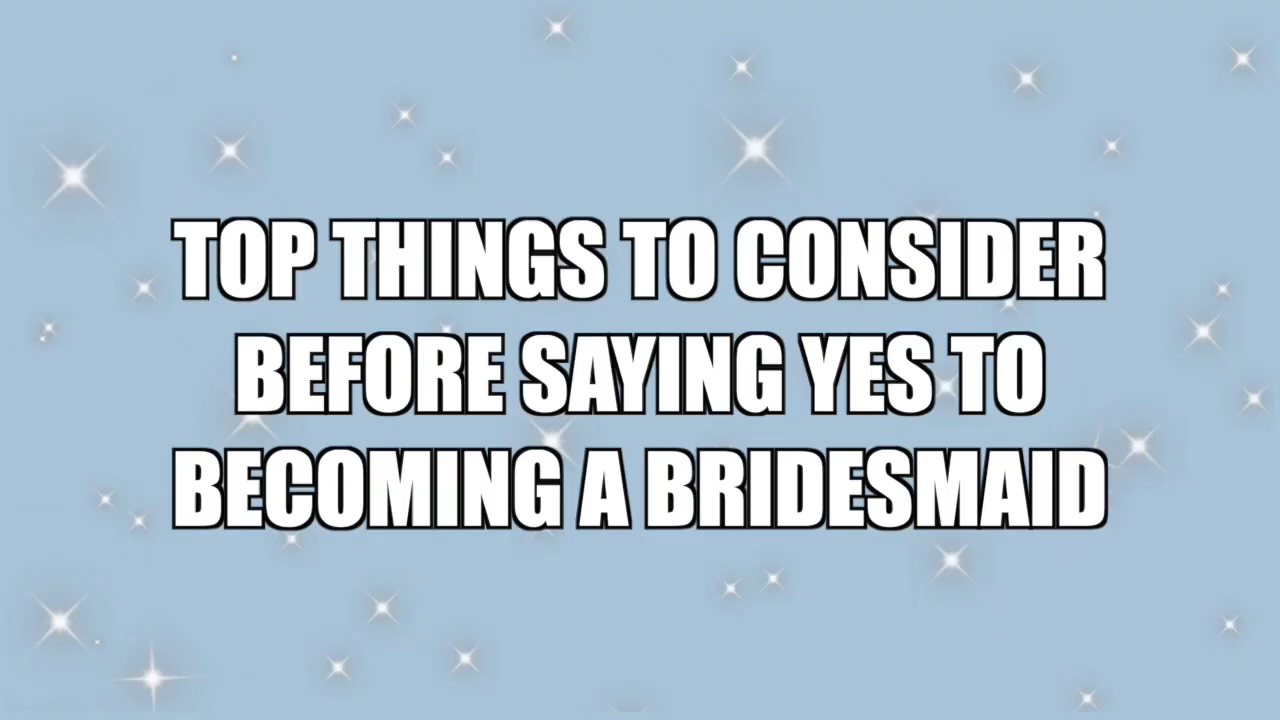 TOP THINGS TO CONSIDER
BEFORE SAYING YES TO
BECOMING A BRIDESMAID